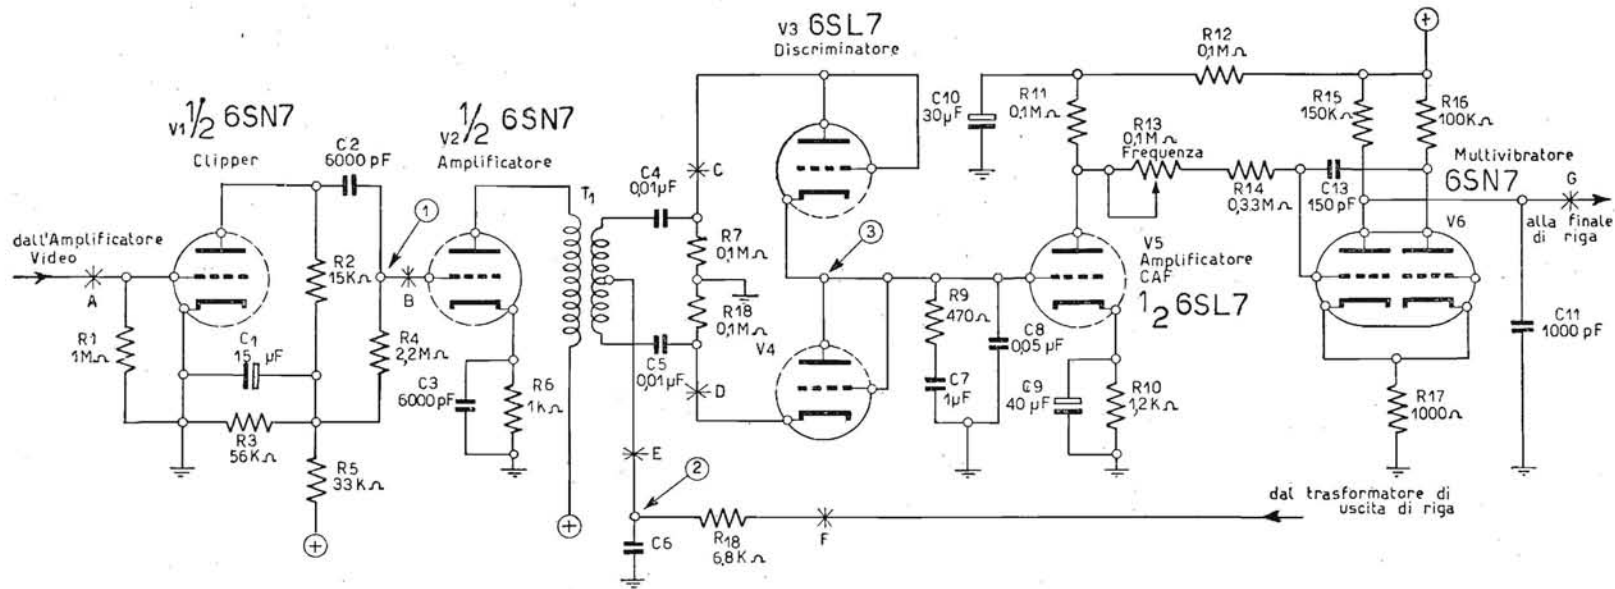 V1 1/2 6SN7
Clipper
dall'Amplificatore
Video
A
R1
1MΩ
C1
15 µF
R2
15KΩ
C2
6000 pF
R3
56KΩ
R4
2,2MΩ
R5
33KΩ
+
1
B
V2 1/2 6SN7
Amplificatore
C3
6000pF
R6
1KΩ
T1
+
C4
0,01µF
C5
0,01µF
C
R7
0,1MΩ
R18
0,1MΩ
D
E
2
C6
R18
6,8KΩ
F
dal trasformatore di
uscita di riga
V3 6SL7
Discriminatore
V4
3
R9
470Ω
C7
1µF
C8
0,05 µF
C9
40 µF
R10
1,2KΩ
V5
Amplificatore
CAF
1 2 6SL7
C10
30µF
R11
0,1MΩ
R12
0,1MΩ
R13
0,1MΩ
Frequenza
R14
0,33MΩ
C13
150 pF
R15
150KΩ
R16
100KΩ
+
Multivibratore
6SN7
V6
G
alla finale
di riga
R17
1000Ω
C11
1000 pF